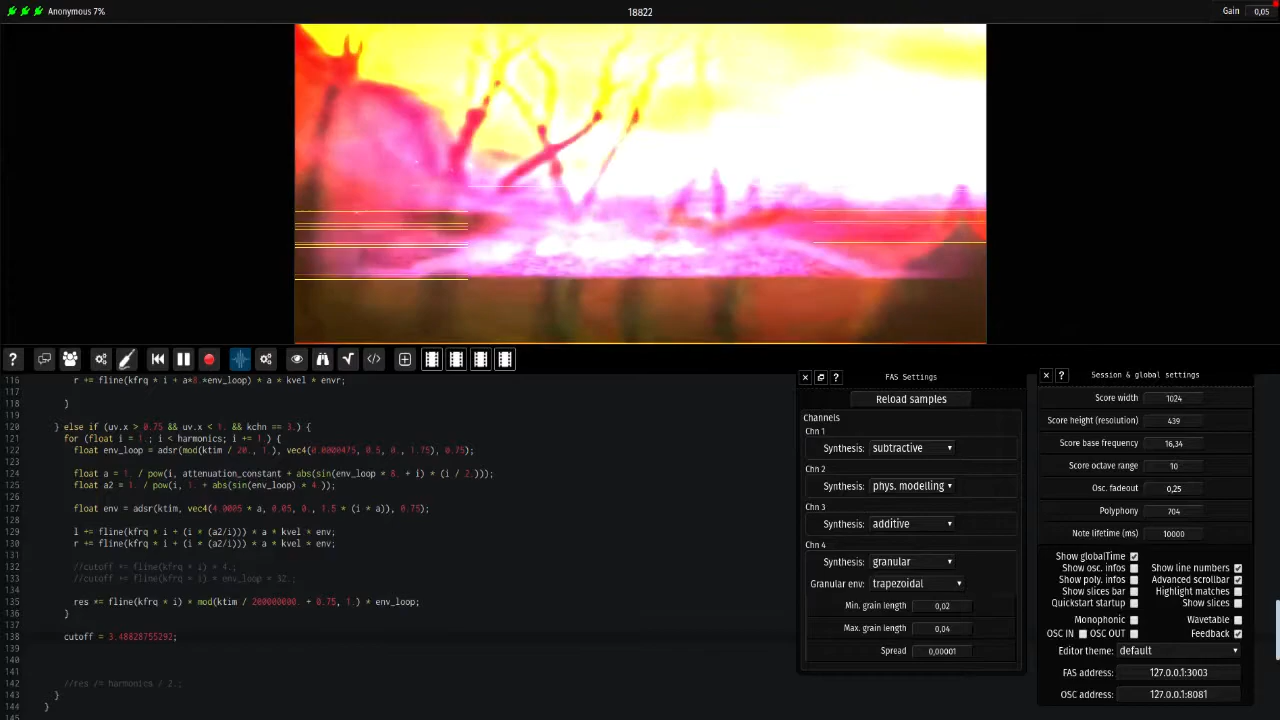 Anonymous 7%
18822
Gain 0,05
116 r += fline(kfrq * i + a*8.*env_loop) * a * kvel * envr;
117
118 }
119
120 } else if (uv.x > 0.75 && uv.x < 1. && kchn == 3.) {
121 for (float i = 1.; i < harmonics; i += 1.) {
122 float env_loop = adsr(mod(ktim / 20., 1.), vec4(0.0000475, 0.5, 0., 1.75), 0.75);
123
124 float a = 1. / pow(i, attenuation_constant + abs(sin(env_loop * 8. + i) * (i / 2.)));
125 float a2 = 1. / pow(i, 1. + abs(sin(env_loop) * 4.));
126
127 float env = adsr(ktim, vec4(4.0005 * a, 0.05, 0., 1.5 * (i * a)), 0.75);
128
129 l += fline(kfrq * i + (i * (a2/i))) * a * kvel * env;
130 r += fline(kfrq * i + (i * (a2/i))) * a * kvel * env;
131
132 //cutoff *= fline(kfrq * i) * 4.;
133 //cutoff += fline(kfrq * i) * env_loop = 32.;
134
135 res *= fline(kfrq * i) * mod(ktim / 200000000. + 0.75, 1.) * env_loop;
136 }
137
138 cutoff = 3.48828755292;
139
140
141
142 //res /= harmonics / 2.;
143 }
144 }
145
FAS Settings
Reload samples
Channels
Chn 1
Synthesis: subtractive
Chn 2
Synthesis: phys. modelling
Chn 3
Synthesis: additive
Chn 4
Synthesis: granular
Granular env: trapezoidal
Min. grain length 0,02
Max. grain length 0,04
Spread 0,00001
Session & global settings
Score width 1024
Score height (resolution) 439
Score base frequency 16,34
Score octave range 10
Osc. fadeout 0,25
Polyphony 704
Note lifetime (ms) 10000
Show globalTime
Show osc. infos Show line numbers
Show poly. infos Advanced scrollbar
Show slices bar Highlight matches
Quickstart startup Show slices
Monophonic Wavetable
OSC IN OSC OUT Feedback
Editor theme: default
FAS address: 127.0.0.1:3003
OSC address: 127.0.0.1:8081